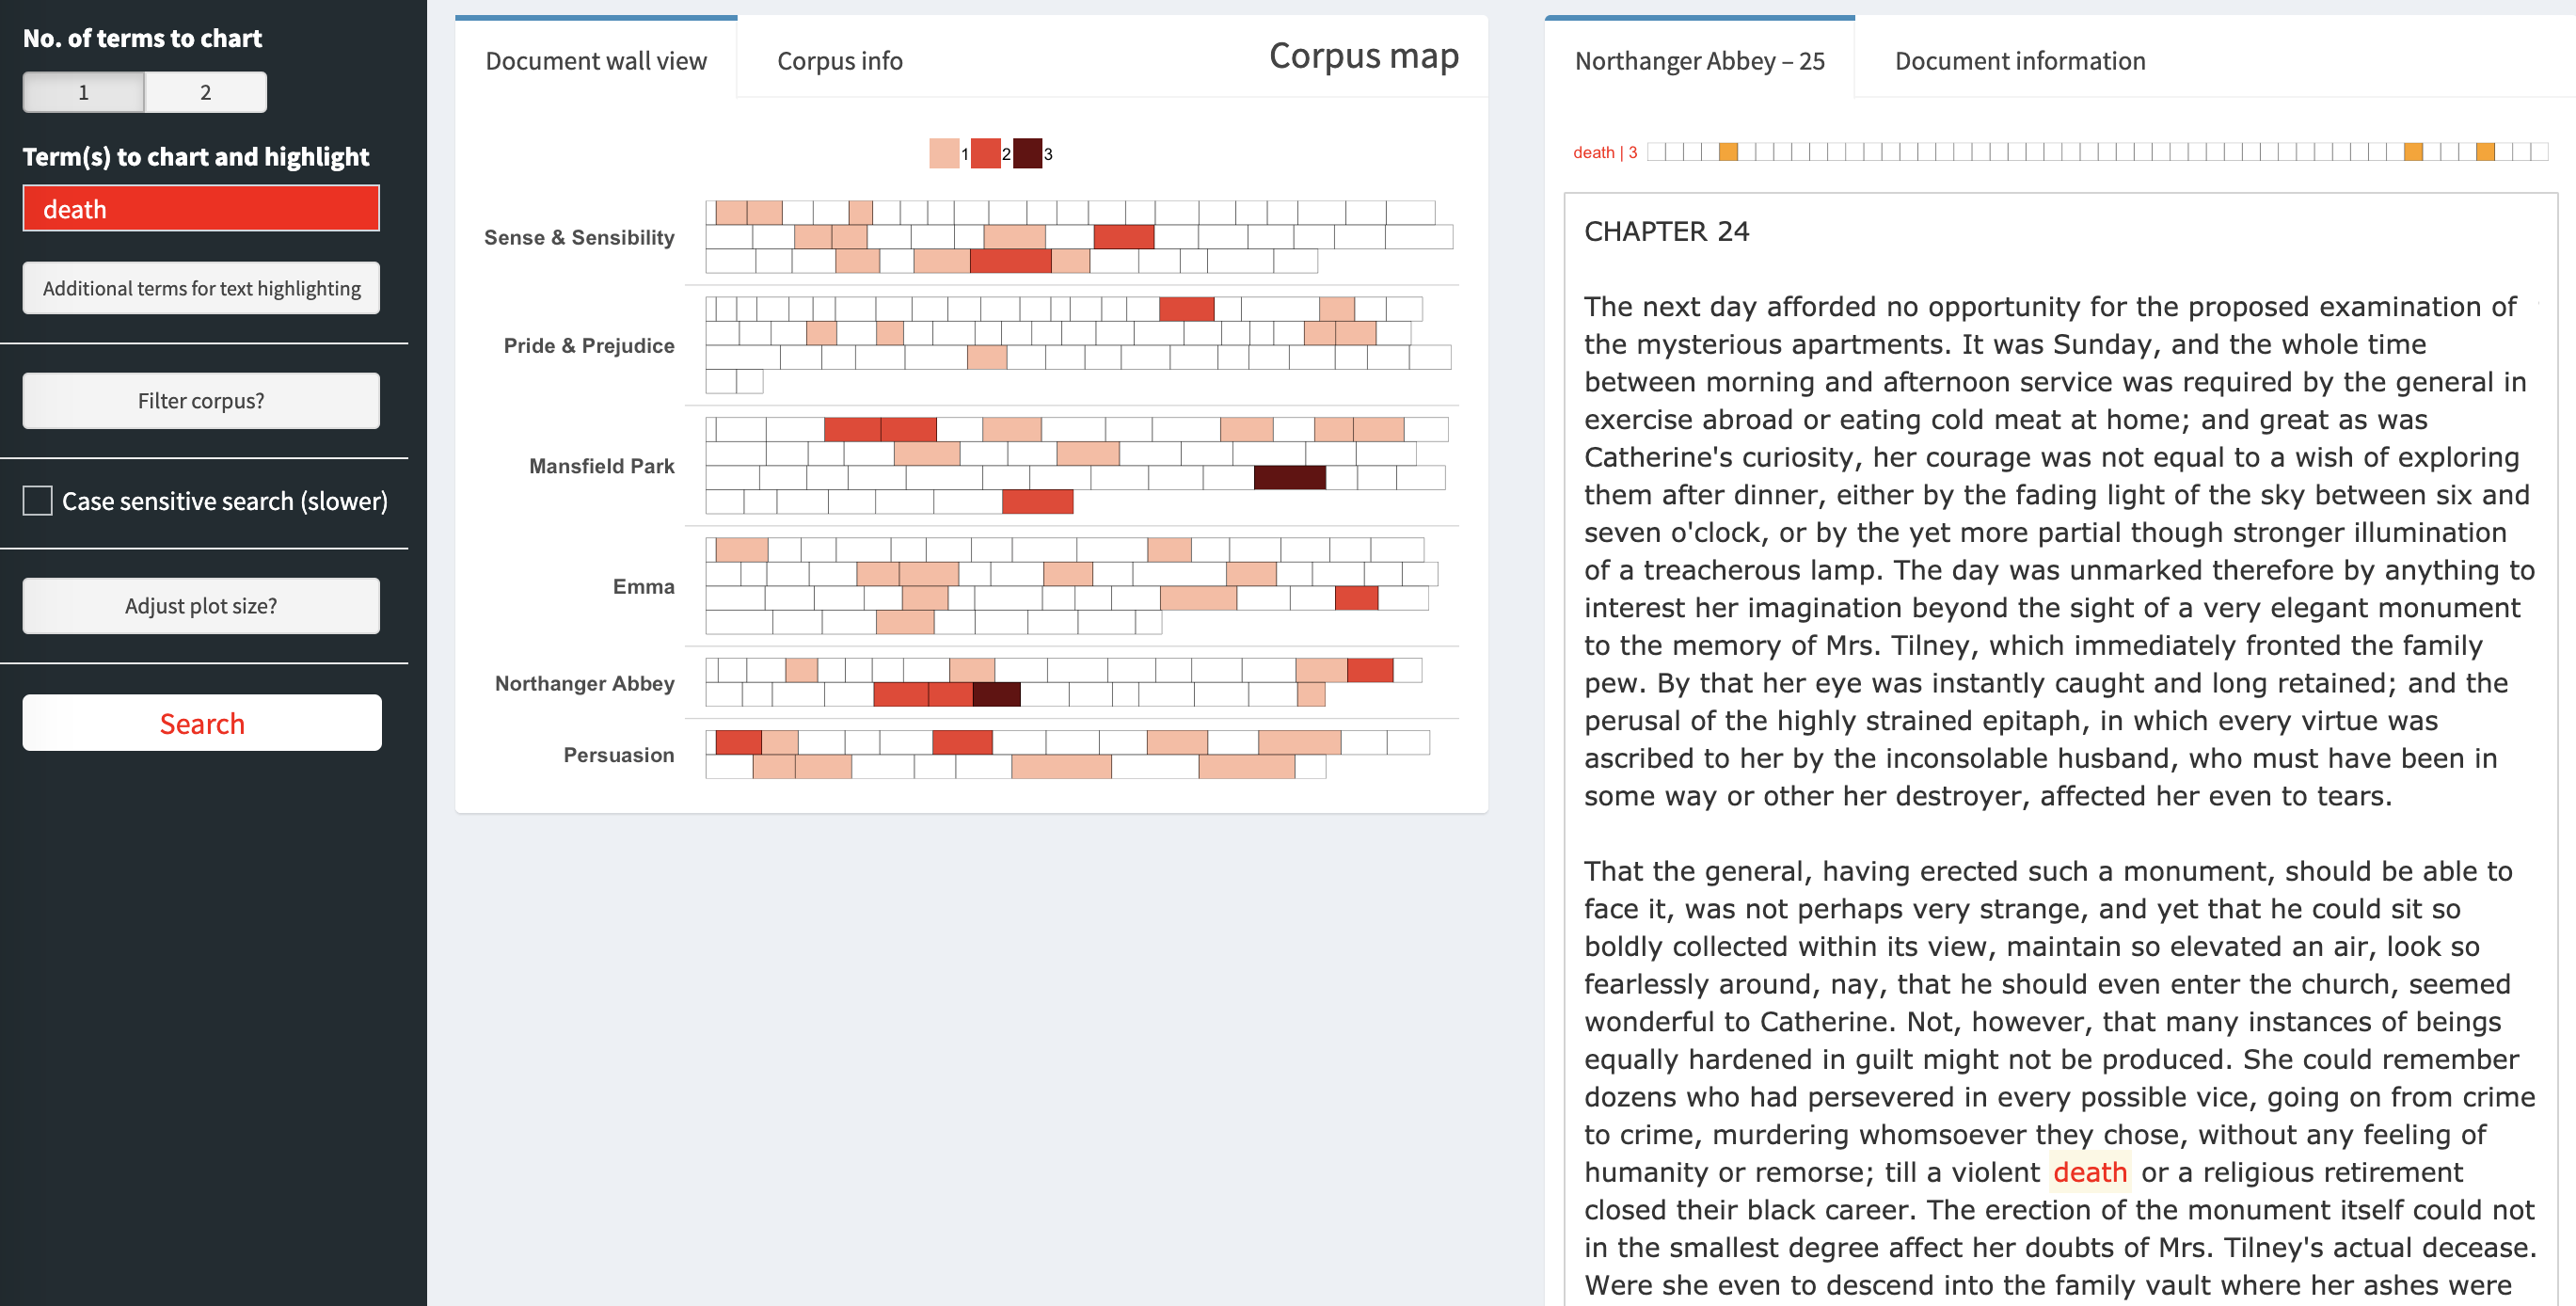 No. of terms to chart
1 2
Term(s) to chart and highlight
death
Additional terms for text highlighting
Filter corpus?
Case sensitive search (slower)
Adjust plot size?
Search
Document wall view Corpus info Corpus map
1 2 3
Sense & Sensibility
Pride & Prejudice
Mansfield Park
Emma
Northanger Abbey
Persuasion
Northanger Abbey – 25 Document information
death | 3
CHAPTER 24
The next day afforded no opportunity for the proposed examination of
the mysterious apartments. It was Sunday, and the whole time
between morning and afternoon service was required by the general in
exercise abroad or eating cold meat at home; and great as was
Catherine's curiosity, her courage was not equal to a wish of exploring
them after dinner, either by the fading light of the sky between six and
seven o'clock, or by the yet more partial though stronger illumination
of a treacherous lamp. The day was unmarked therefore by anything to
interest her imagination beyond the sight of a very elegant monument
to the memory of Mrs. Tilney, which immediately fronted the family
pew. By that her eye was instantly caught and long retained; and the
perusal of the highly strained epitaph, in which every virtue was
ascribed to her by the inconsolable husband, who must have been in
some way or other her destroyer, affected her even to tears.
That the general, having erected such a monument, should be able to
face it, was not perhaps very strange, and yet that he could sit so
boldly collected within its view, maintain so elevated an air, look so
fearlessly around, nay, that he should even enter the church, seemed
wonderful to Catherine. Not, however, that many instances of beings
equally hardened in guilt might not be produced. She could remember
dozens who had persevered in every possible vice, going on from crime
to crime, murdering whomsoever they chose, without any feeling of
humanity or remorse; till a violent death or a religious retirement
closed their black career. The erection of the monument itself could not
in the smallest degree affect her doubts of Mrs. Tilney's actual decease.
Were she even to descend into the family vault where her ashes were